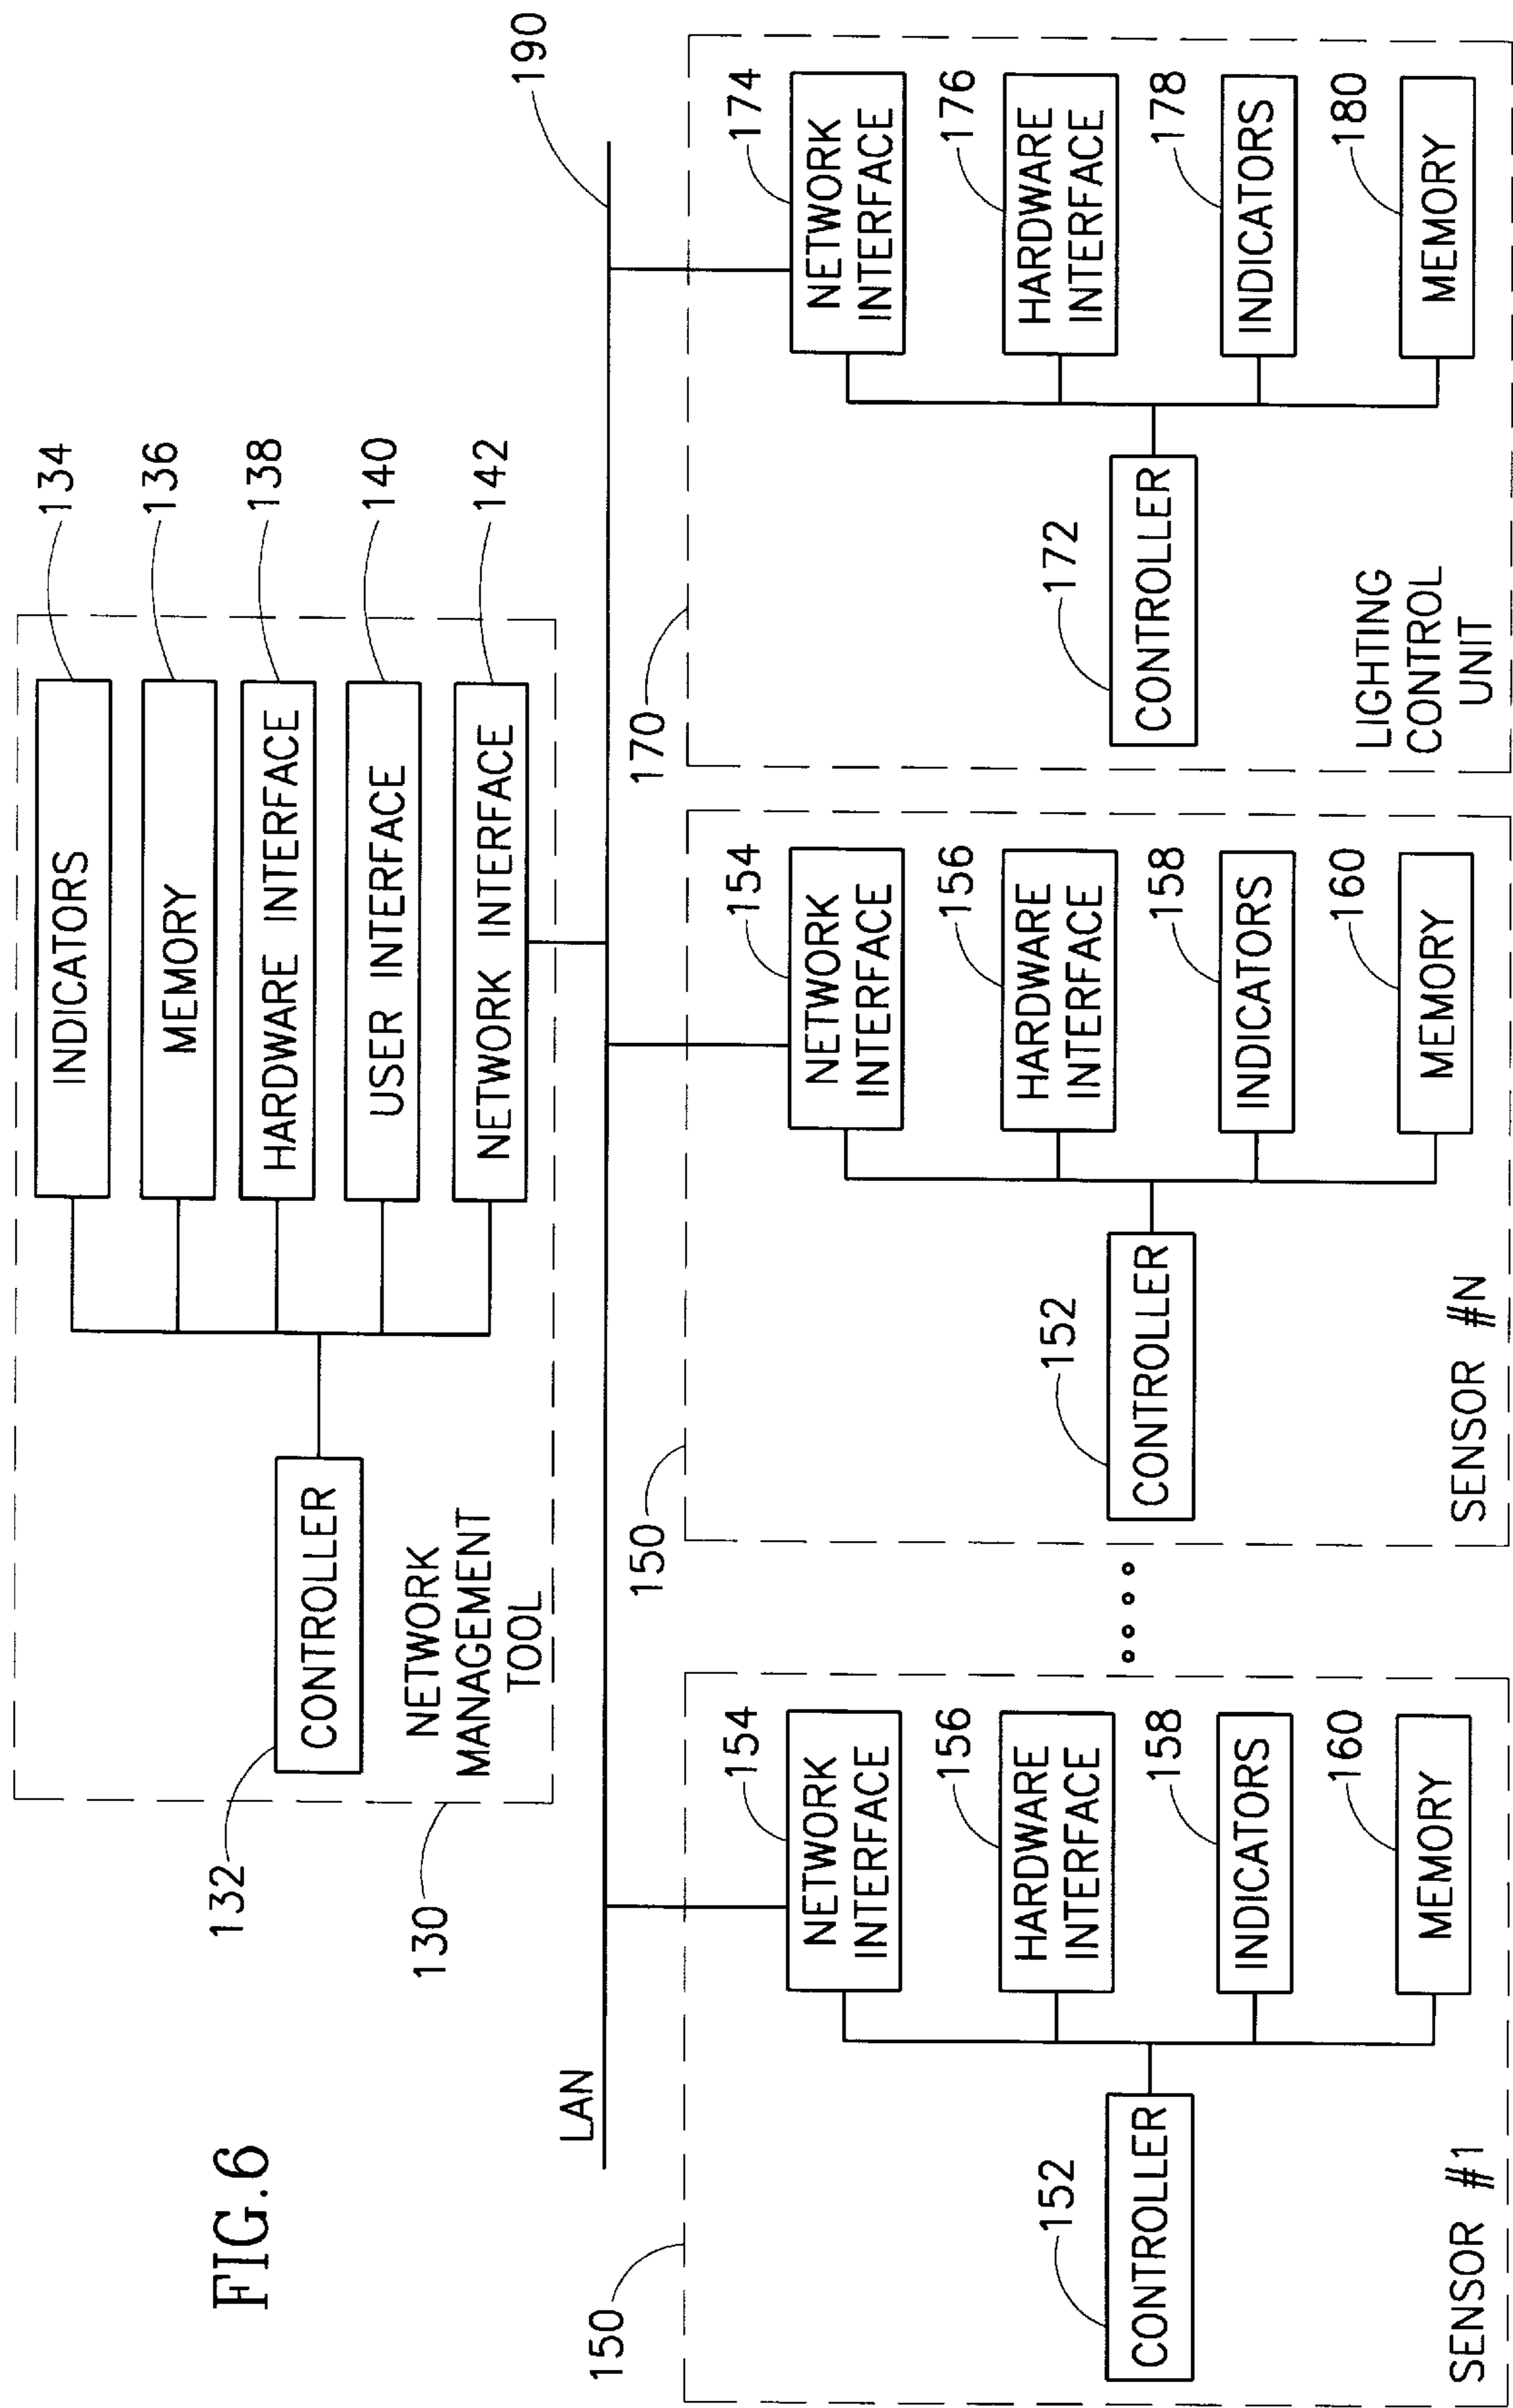 FIG.6
130
132
CONTROLLER
NETWORK
MANAGEMENT
TOOL
INDICATORS
134
MEMORY
136
HARDWARE INTERFACE
138
USER INTERFACE
140
NETWORK INTERFACE
142
LAN
190
150
152
CONTROLLER
SENSOR #1
154
NETWORK
INTERFACE
156
HARDWARE
INTERFACE
158
INDICATORS
160
MEMORY
150
152
CONTROLLER
SENSOR #N
154
NETWORK
INTERFACE
156
HARDWARE
INTERFACE
158
INDICATORS
160
MEMORY
170
172
CONTROLLER
LIGHTING
CONTROL
UNIT
174
NETWORK
INTERFACE
176
HARDWARE
INTERFACE
178
INDICATORS
180
MEMORY